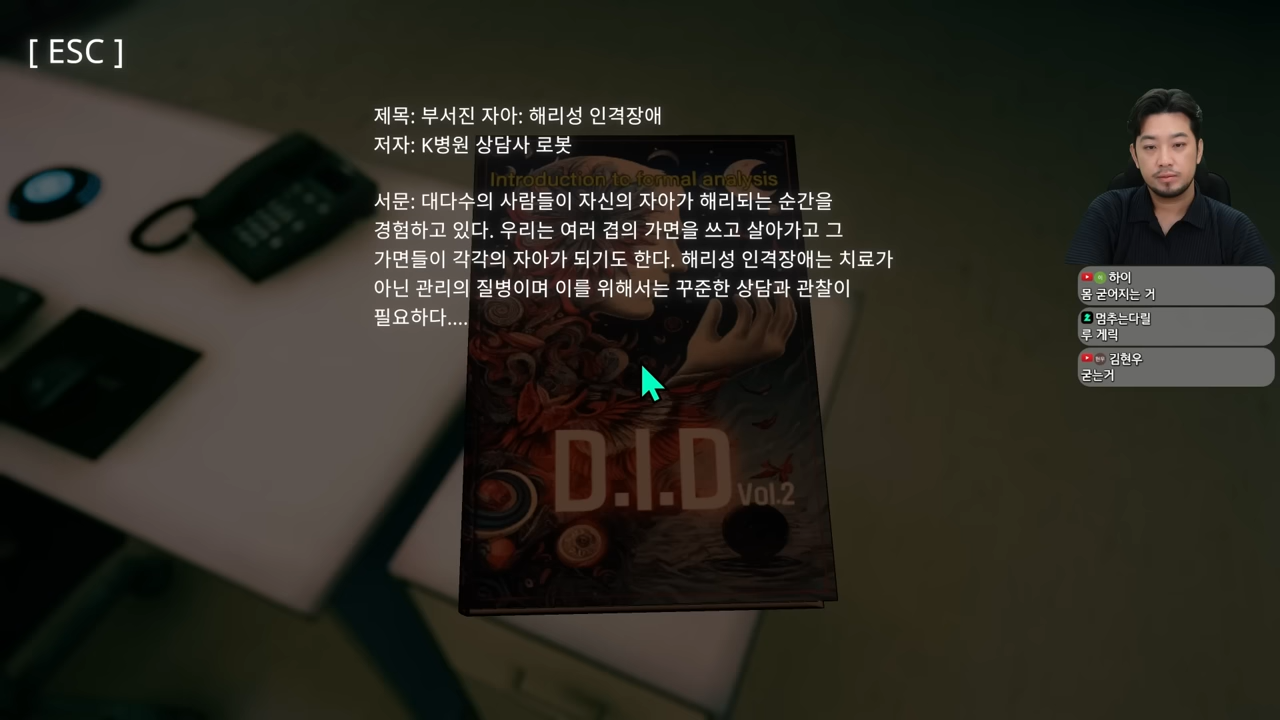 [ ESC ]
제목: 부서진 자아: 해리성 인격장애
저자: K병원 상담사 로봇
Introduction to formal analysis
서문: 대다수의 사람들이 자신의 자아가 해리되는 순간을
경험하고 있다. 우리는 여러 겹의 가면을 쓰고 살아가고 그
가면들이 각각의 자아가 되기도 한다. 해리성 인격장애는 치료가
아닌 관리의 질병이며 이를 위해서는 꾸준한 상담과 관찰이
필요하다....
D.I.D Vol.2
하이
몸 굳어지는 거
멈추는다릴
루 게릭
김현우
굳는거